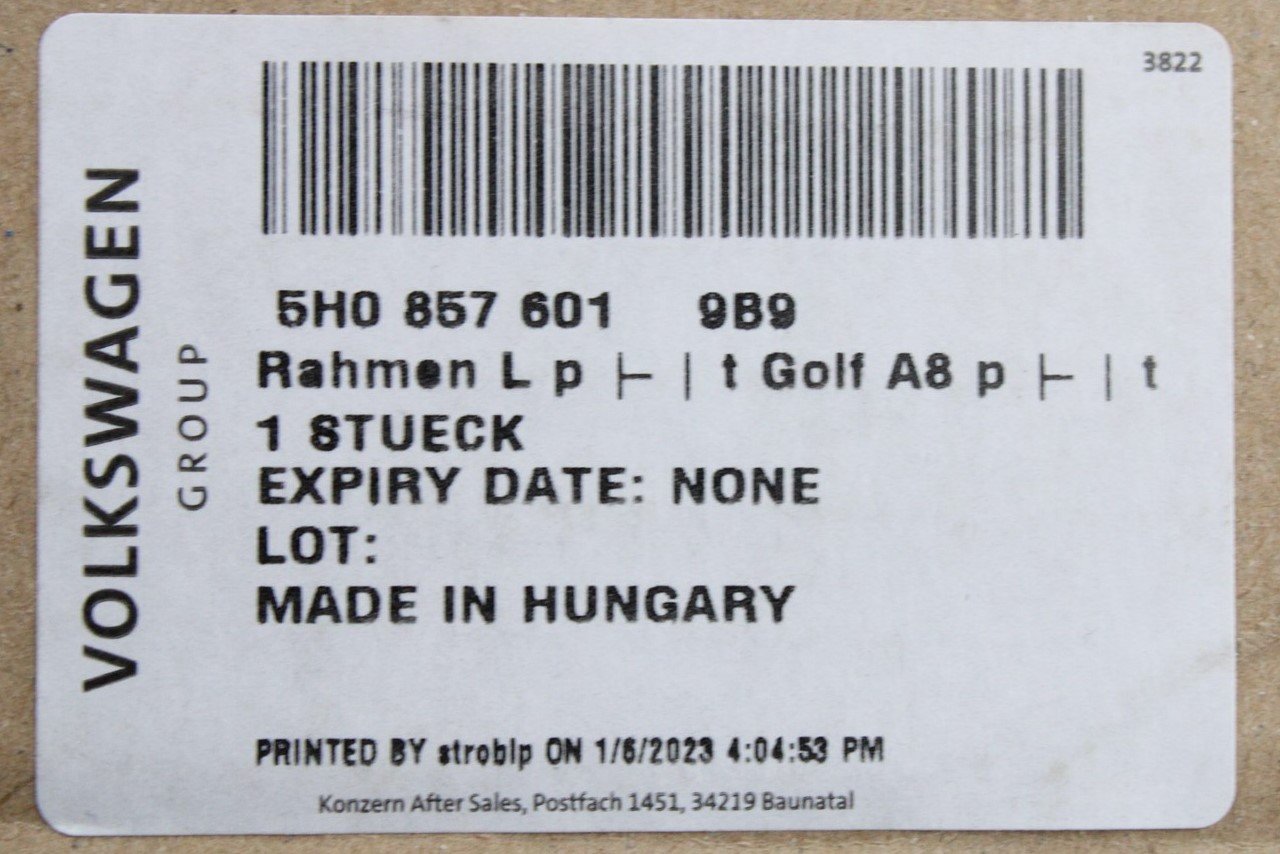 3822
VOLKSWAGEN
GROUP
5H0 857 601 9B9
Rahmen L p ├ | t Golf A8 p ├ | t
1 STUECK
EXPIRY DATE: NONE
LOT:
MADE IN HUNGARY
PRINTED BY stroblp ON 1/6/2023 4:04:53 PM
Konzern After Sales, Postfach 1451, 34219 Baunatal